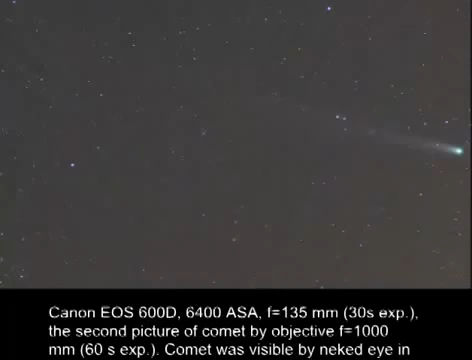 Canon EOS 600D, 6400 ASA, f=135 mm (30s exp.),
the second picture of comet by objective f=1000
mm (60 s exp.). Comet was visible by neked eye in